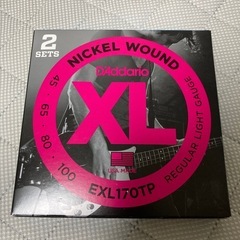 2
SETS
NICKEL WOUND
D'Addario
XL
45 65 80 100
REGULAR LIGHT GAUGE
EXL170TP